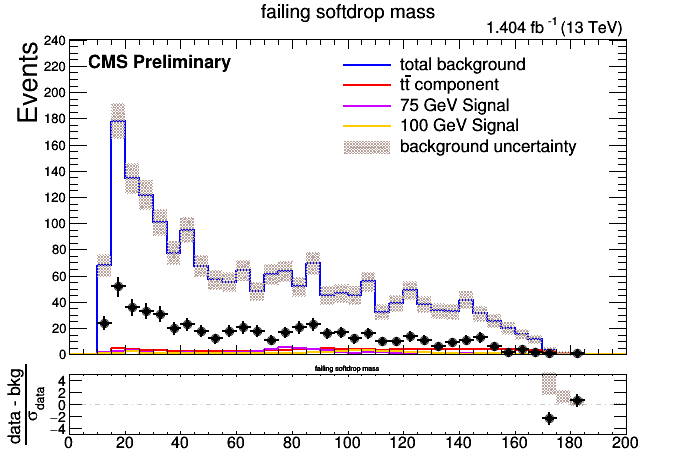 failing softdrop mass
1.404 fb -1 (13 TeV)
Events
CMS Preliminary
total background
tt̄ component
75 GeV Signal
100 GeV Signal
background uncertainty
240
220
200
180
160
140
120
100
80
60
40
20
0
failing softdrop mass
data - bkg
σ data
4
2
0
−2
−4
0 20 40 60 80 100 120 140 160 180 200